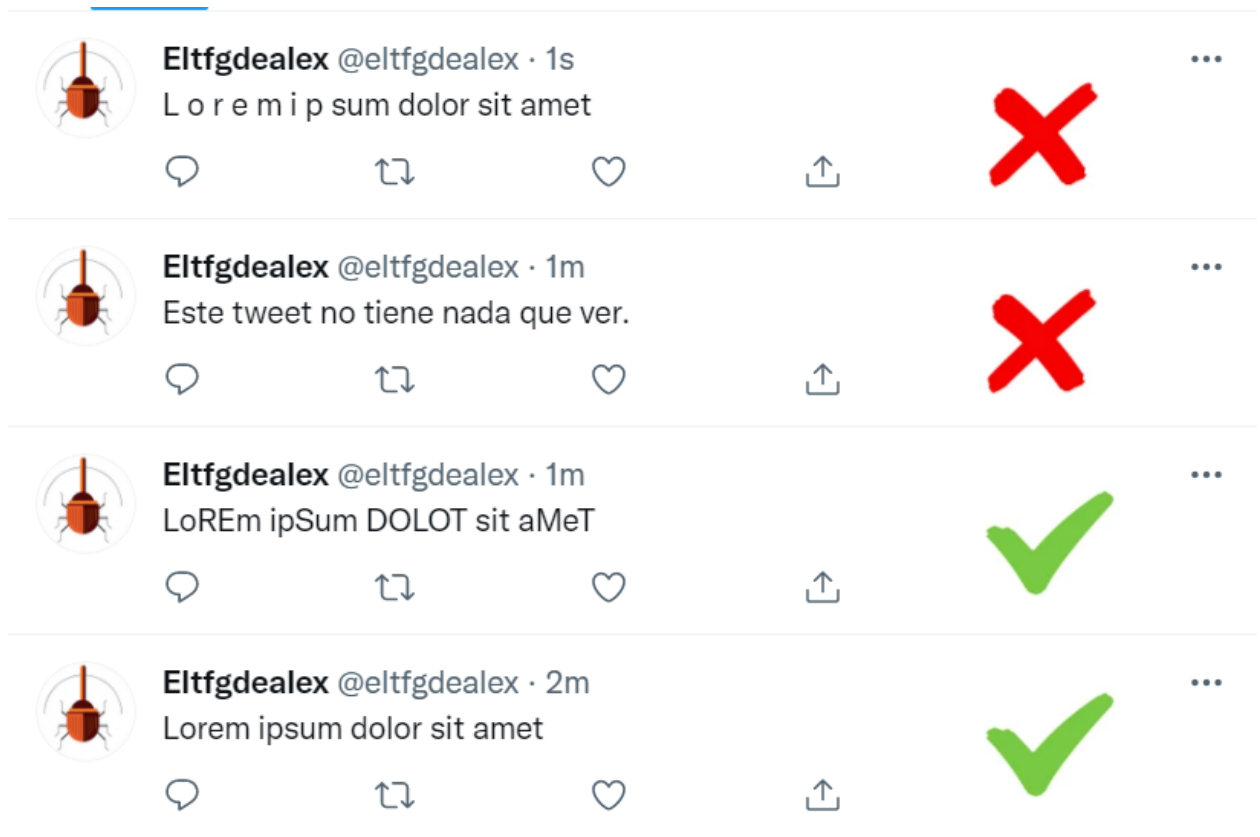 Eltfgdealex @eltfgdealex · 1s
L o r e m i p sum dolor sit amet
Eltfgdealex @eltfgdealex · 1m
Este tweet no tiene nada que ver.
Eltfgdealex @eltfgdealex · 1m
LoREm ipSum DOLOT sit aMeT
Eltfgdealex @eltfgdealex · 2m
Lorem ipsum dolor sit amet